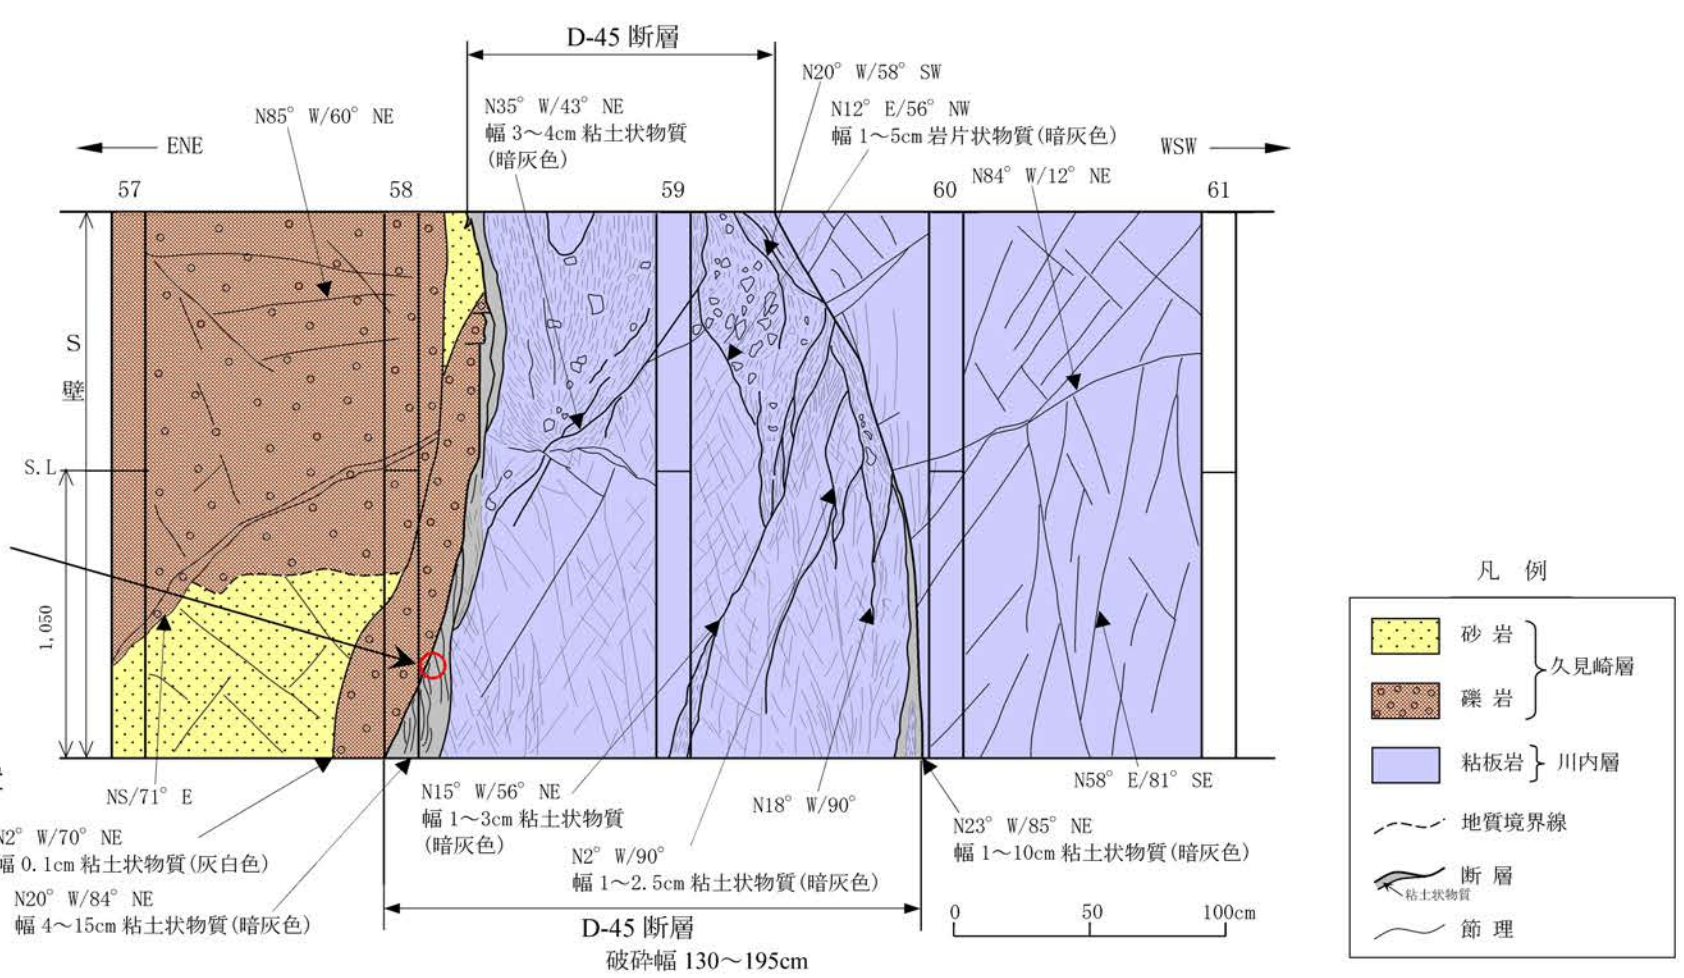 D-45 断層
N20° W/58° SW
N35° W/43° NE
幅 3～4cm 粘土状物質
(暗灰色)
N12° E/56° NW
幅 1～5cm 岩片状物質(暗灰色)
N85° W/60° NE
ENE
WSW
N84° W/12° NE
57
58
59
60
61
S
壁
S.L
1,050
NS/71° E
N2° W/70° NE
幅 0.1cm 粘土状物質(灰白色)
N20° W/84° NE
幅 4～15cm 粘土状物質(暗灰色)
N15° W/56° NE
幅 1～3cm 粘土状物質
(暗灰色)
N2° W/90°
幅 1～2.5cm 粘土状物質(暗灰色)
N18° W/90°
N23° W/85° NE
幅 1～10cm 粘土状物質(暗灰色)
N58° E/81° SE
D-45 断層
破砕幅 130～195cm
0
50
100cm
凡 例
砂 岩
礫 岩
久見崎層
粘板岩
川内層
地質境界線
断 層
粘土状物質
節 理